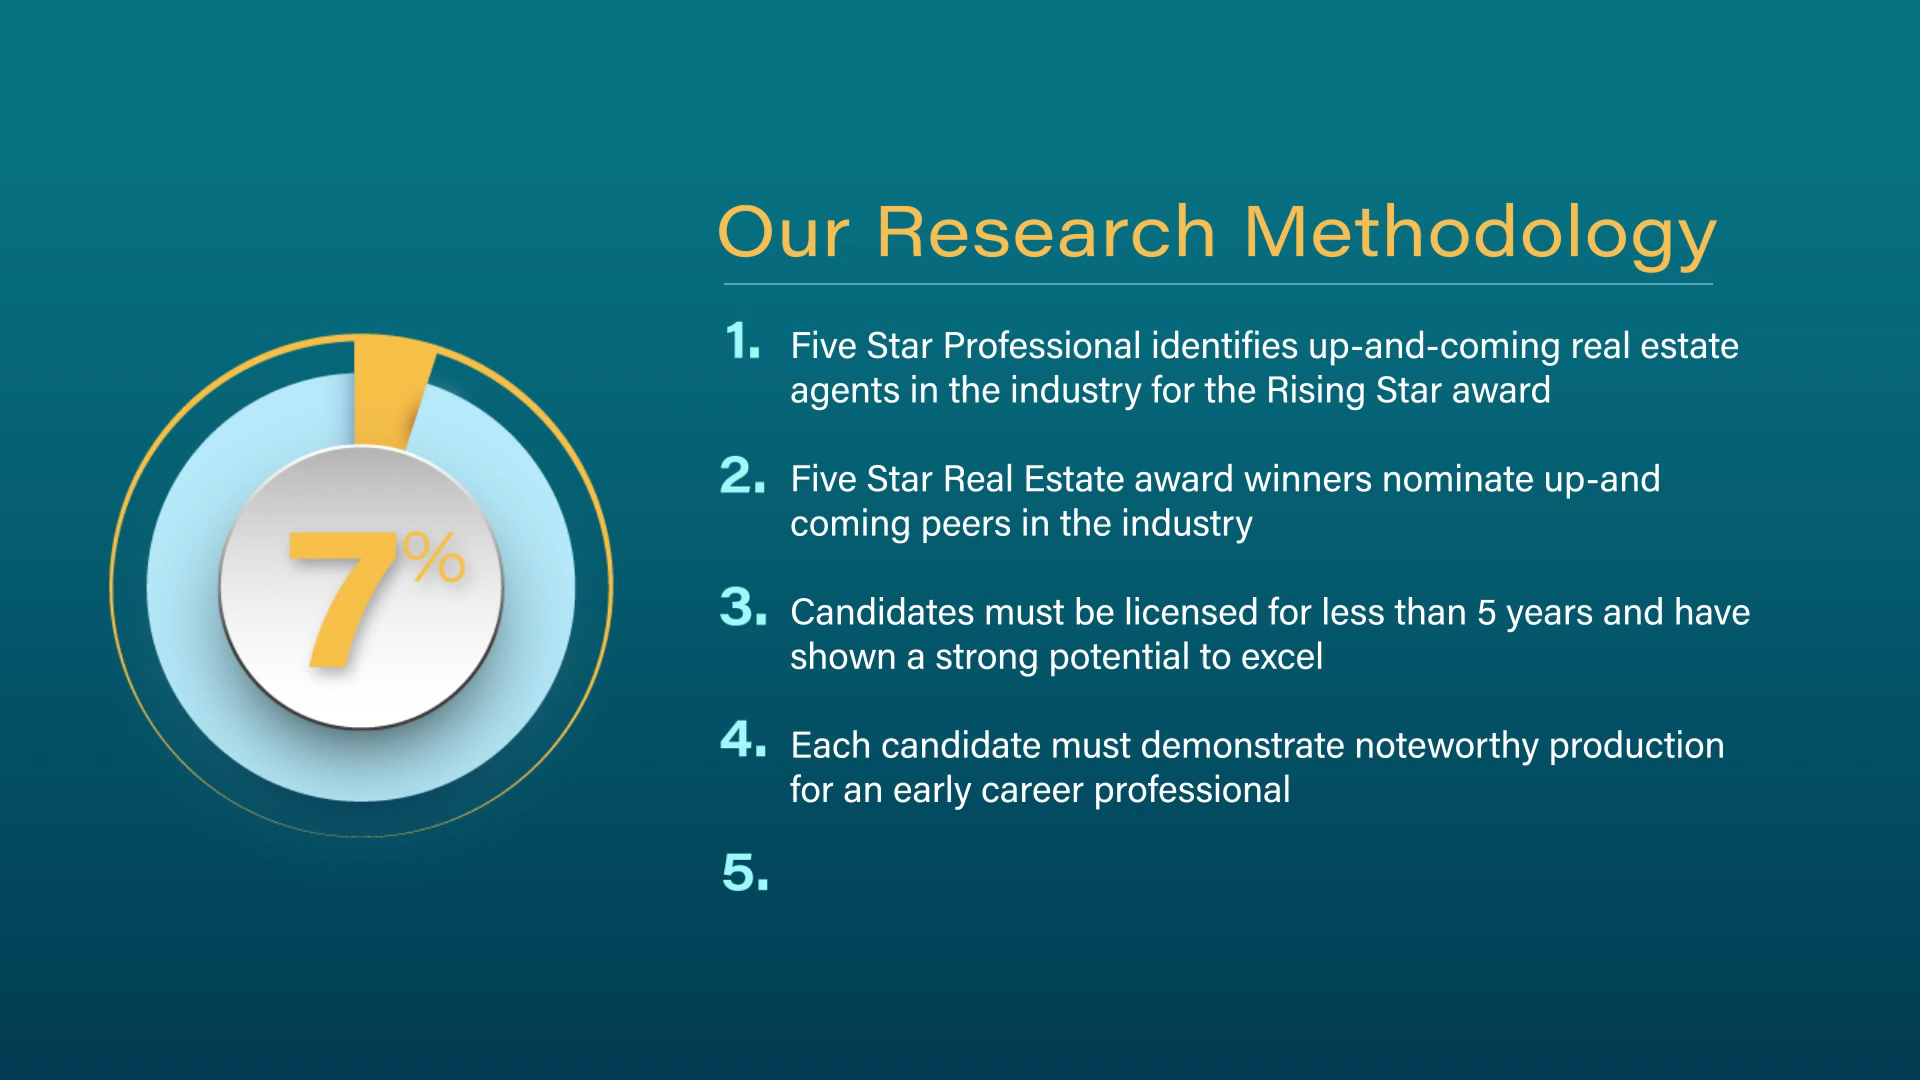 Our Research Methodology
1. Five Star Professional identifies up-and-coming real estate
agents in the industry for the Rising Star award
2. Five Star Real Estate award winners nominate up-and
coming peers in the industry
3. Candidates must be licensed for less than 5 years and have
shown a strong potential to excel
4. Each candidate must demonstrate noteworthy production
for an early career professional
5.
7%